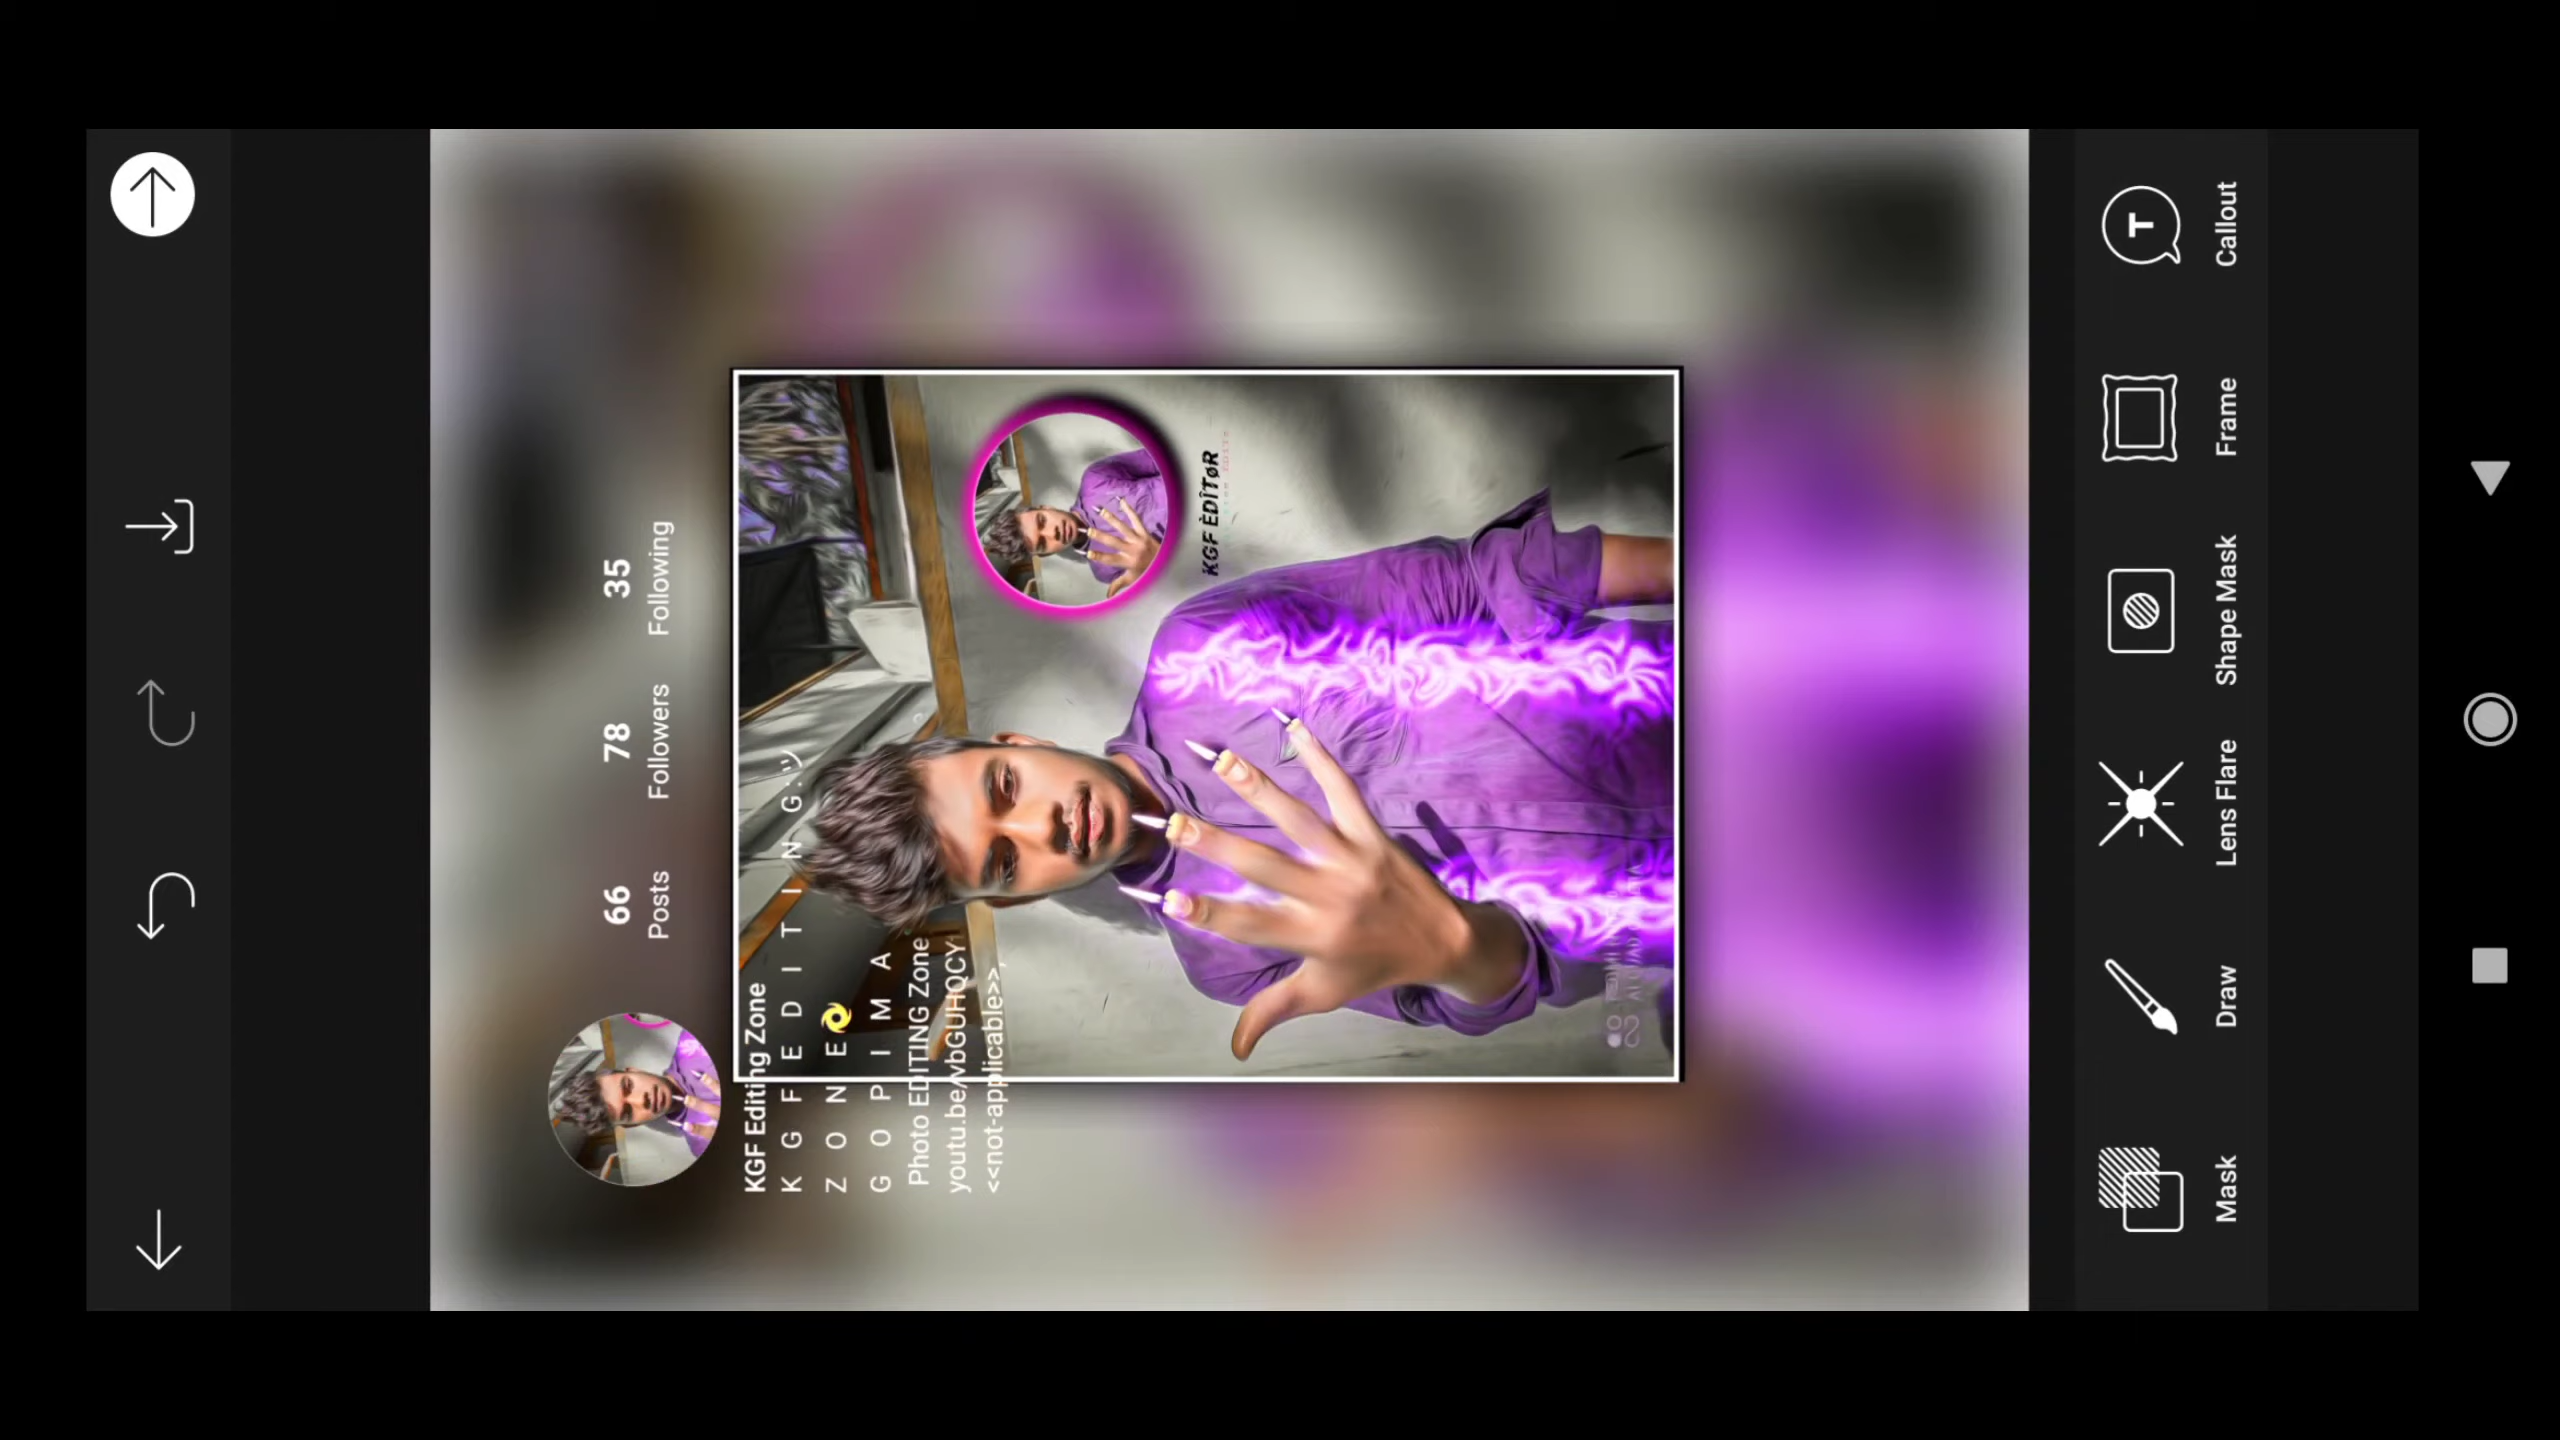 66
Posts
78
Followers
35
Following
KGF Editing Zone
K G F E D I T I N G:·)
Z O N E
G O P I M A
Photo EDITING Zone
youtu.be/vbGUHQCY
<<not-applicable>>,
KGF ÈDÎTøR
Mask
Draw
Lens Flare
Shape Mask
Frame
T
Callout